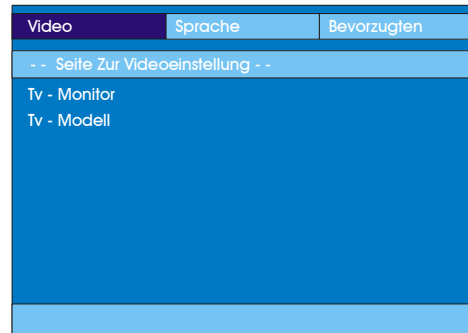 Video Sprache Bevorzugten
- - Seite Zur Videoeinstellung - -
Tv - Monitor
Tv - Modell